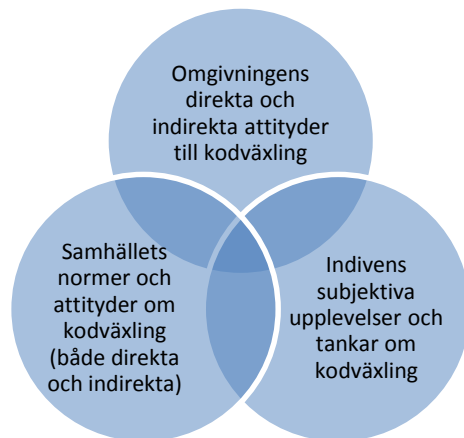 Omgivningens
direkta och
indirekta attityder
till kodväxling
Samhällets
normer och
attityder om
kodväxling
(både direkta
och indirekta)
Indivens
subjektiva
upplevelser och
tankar om
kodväxling